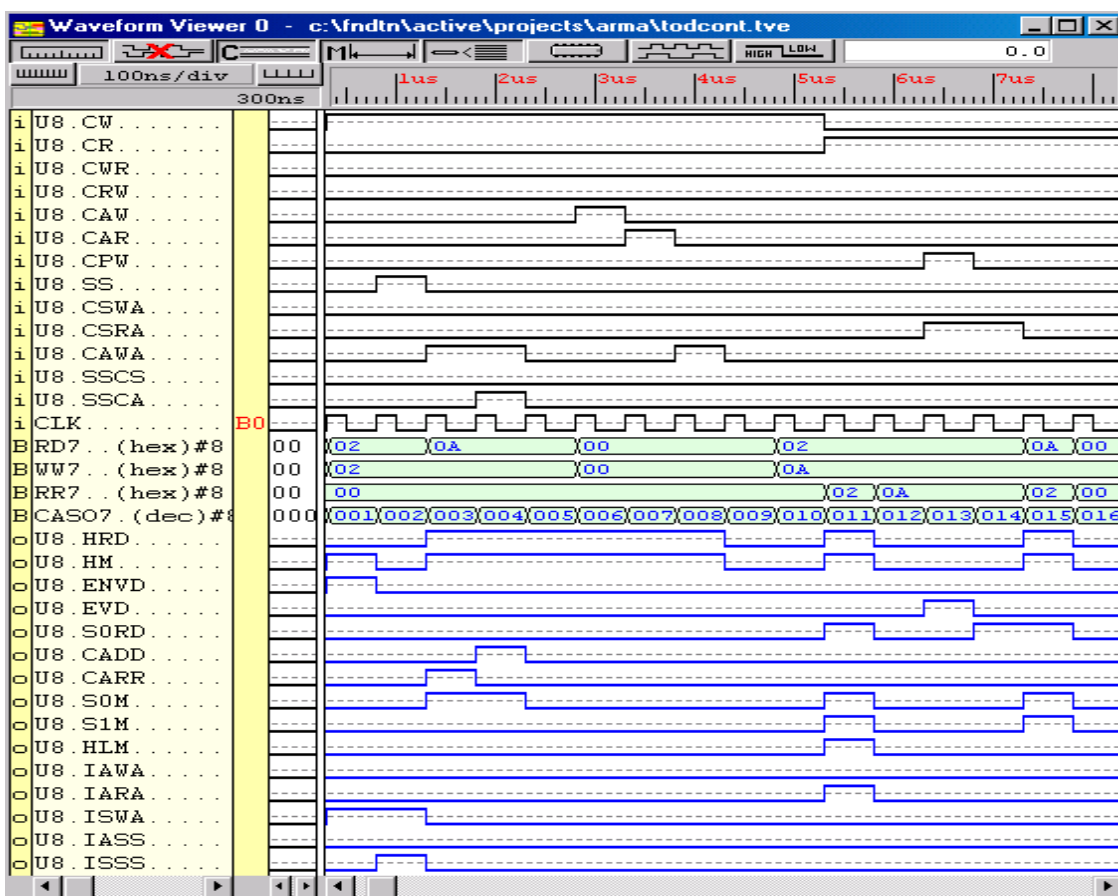 Waveform Viewer 0 - c:\fndtn\active\projects\arma\todcont.tve
C M HIGH LOW 0.0
100ns/div 1us 2us 3us 4us 5us 6us 7us
300ns
i U8.CW.......
i U8.CR.......
i U8.CWR......
i U8.CRW......
i U8.CAW......
i U8.CAR......
i U8.CPW......
i U8.SS.......
i U8.CSWA.....
i U8.CSRA.....
i U8.CAWA.....
i U8.SSCS.....
i U8.SSCA.....
i CLK......... B0
B RD7..(hex)#8 00 02 0A 00 02 0A 00
B WW7..(hex)#8 00 02 00 0A
B RR7..(hex)#8 00 00 02 0A 02 00
B CASO7.(dec)#8 000 001 002 003 004 005 006 007 008 009 010 011 012 013 014 015 016
o U8.HRD......
o U8.HM.......
o U8.ENVD.....
o U8.EVD......
o U8.SORD.....
o U8.CADD.....
o U8.CARR.....
o U8.S0M......
o U8.S1M......
o U8.HLM......
o U8.IAWA.....
o U8.IARA.....
o U8.ISWA.....
o U8.IASS.....
o U8.ISSS.....